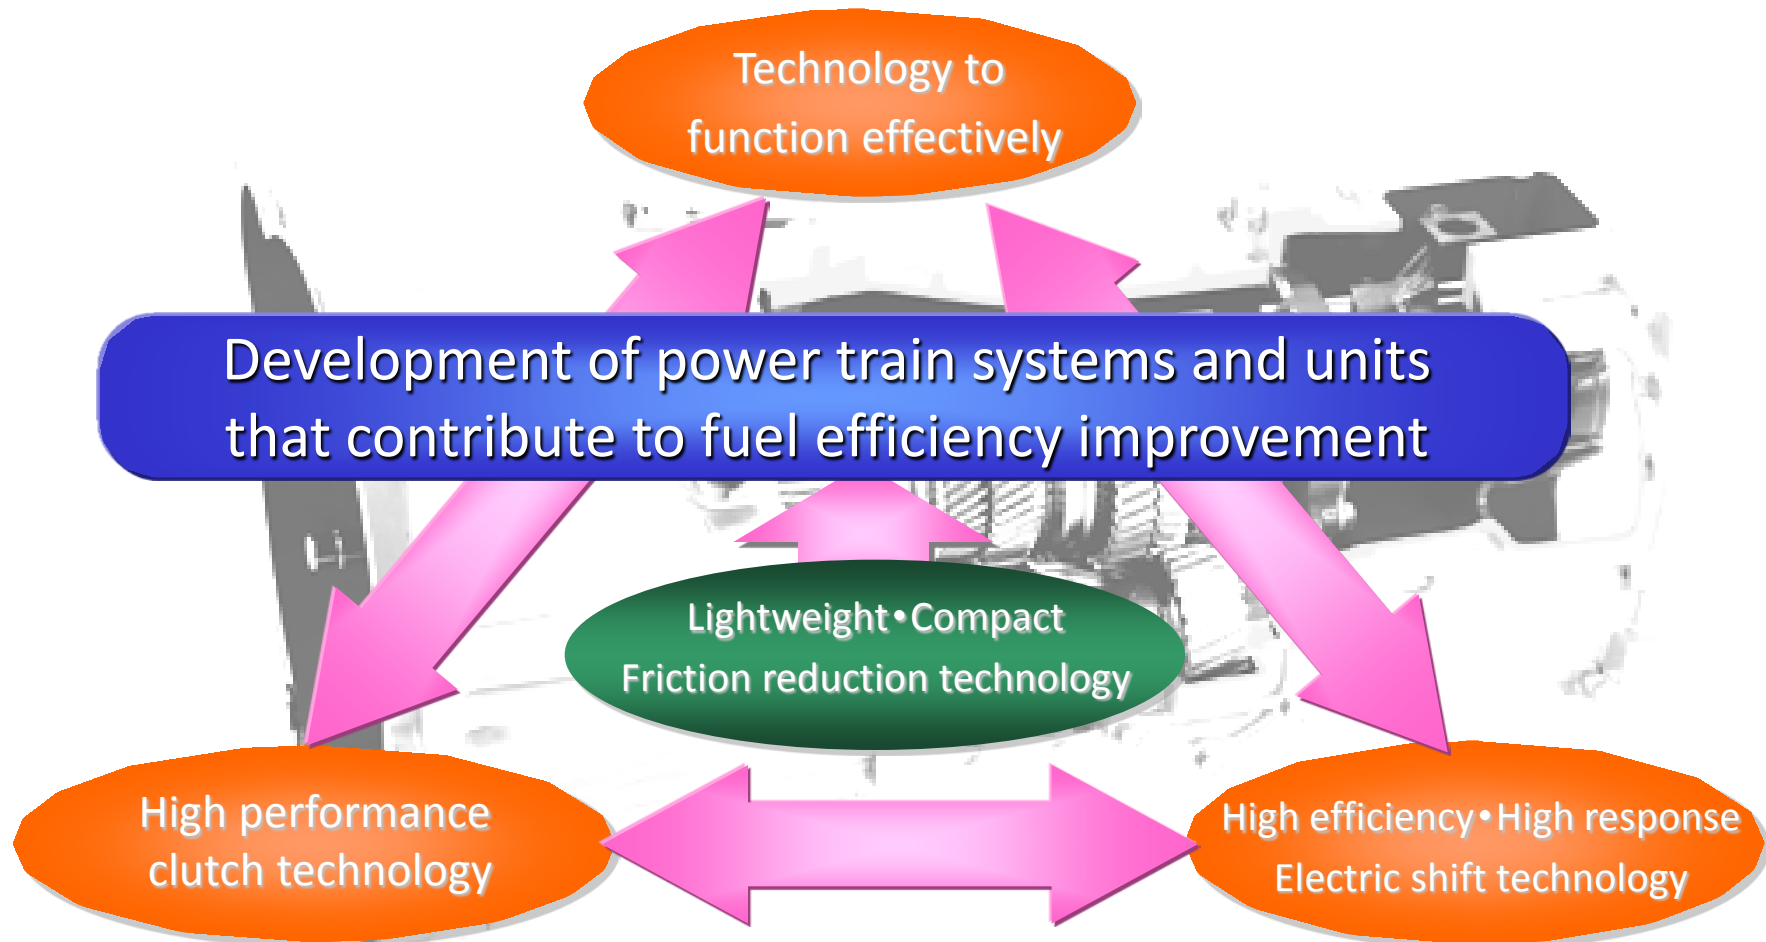 Technology to
function effectively
Development of power train systems and units
that contribute to fuel efficiency improvement
Lightweight・Compact
Friction reduction technology
High performance
clutch technology
High efficiency・High response
Electric shift technology